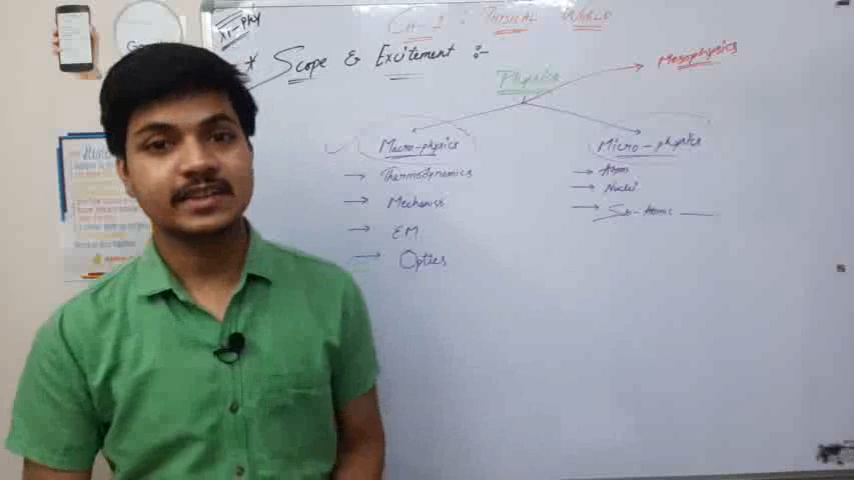 XI-Phy
CH-1 : PHYSICAL WORLD
* Scope & Excitement :-
Physics
Mesophysics
Macro-physics
→ Thermodynamics
→
→ EM
→ Optics
Micro-physics
→ Atom
→ Nuclei
→ Sub-Atomic